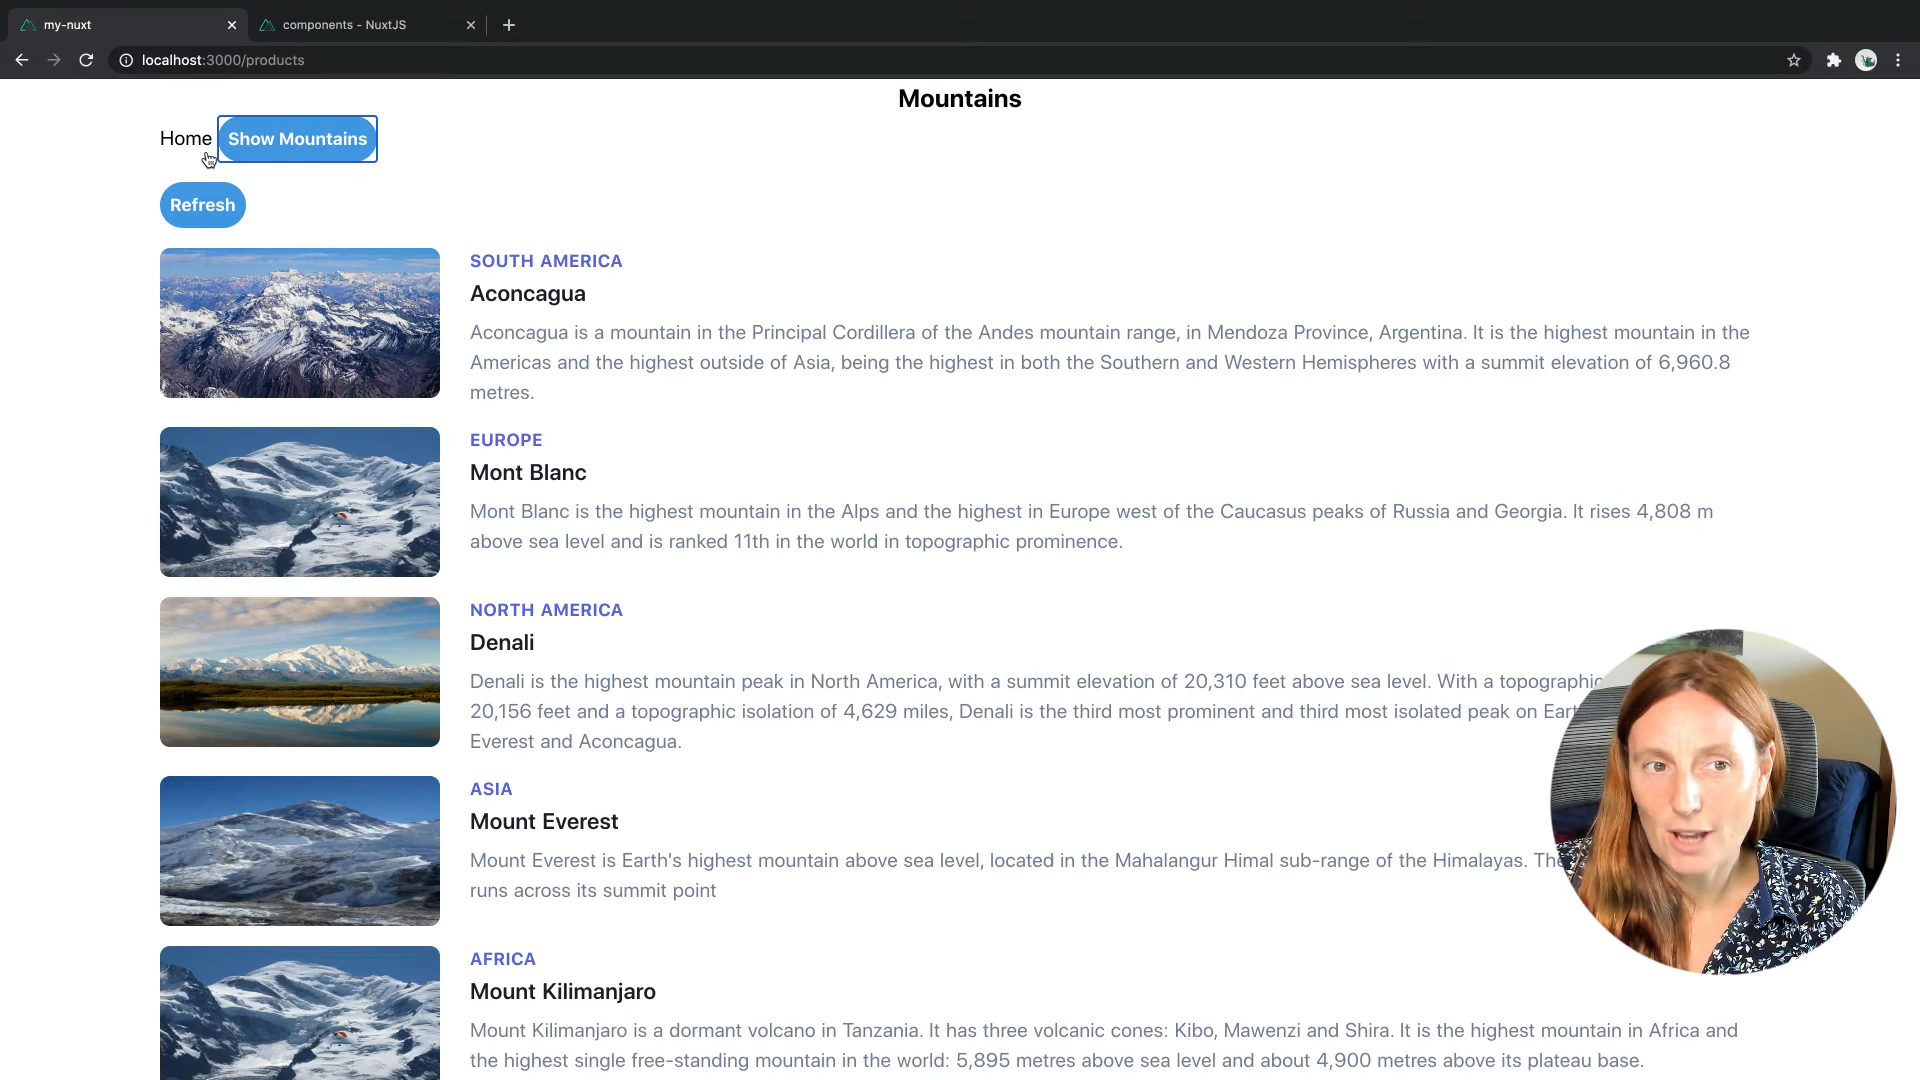 my-nuxt
components - NuxtJS
localhost:3000/products
Mountains
Home
Show Mountains
Refresh
SOUTH AMERICA
Aconcagua
Aconcagua is a mountain in the Principal Cordillera of the Andes mountain range, in Mendoza Province, Argentina. It is the highest mountain in the
Americas and the highest outside of Asia, being the highest in both the Southern and Western Hemispheres with a summit elevation of 6,960.8
metres.
EUROPE
Mont Blanc
Mont Blanc is the highest mountain in the Alps and the highest in Europe west of the Caucasus peaks of Russia and Georgia. It rises 4,808 m
above sea level and is ranked 11th in the world in topographic prominence.
NORTH AMERICA
Denali
Denali is the highest mountain peak in North America, with a summit elevation of 20,310 feet above sea level. With a topographic
20,156 feet and a topographic isolation of 4,629 miles, Denali is the third most prominent and third most isolated peak on Eart
Everest and Aconcagua.
ASIA
Mount Everest
Mount Everest is Earth's highest mountain above sea level, located in the Mahalangur Himal sub-range of the Himalayas. The
runs across its summit point
AFRICA
Mount Kilimanjaro
Mount Kilimanjaro is a dormant volcano in Tanzania. It has three volcanic cones: Kibo, Mawenzi and Shira. It is the highest mountain in Africa and
the highest single free-standing mountain in the world: 5,895 metres above sea level and about 4,900 metres above its plateau base.